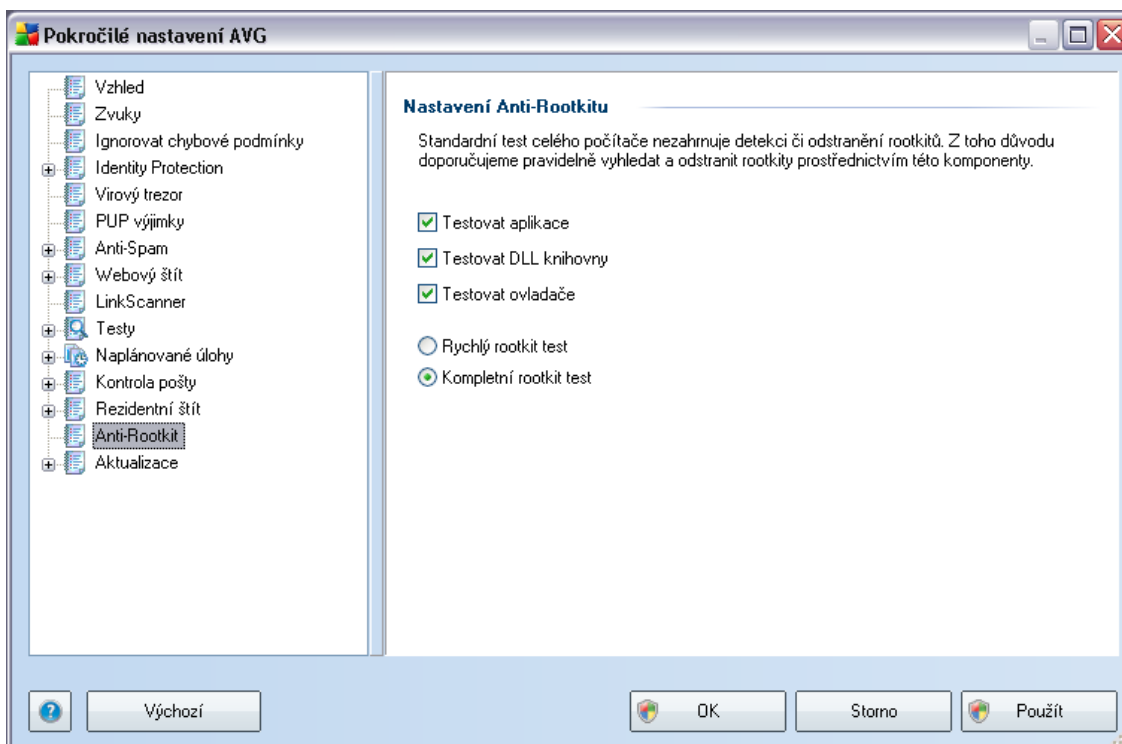 Pokročilé nastavení AVG
Vzhled
Zvuky
Ignorovat chybové podmínky
Identity Protection
Virový trezor
PUP výjimky
Anti-Spam
Webový štít
LinkScanner
Testy
Naplánované úlohy
Kontrola pošty
Rezidentní štít
Anti-Rootkit
Aktualizace
Nastavení Anti-Rootkitu
Standardní test celého počítače nezahrnuje detekci či odstranění rootkitů. Z toho důvodu
doporučujeme pravidelně vyhledat a odstranit rootkity prostřednictvím této komponenty.
Testovat aplikace
Testovat DLL knihovny
Testovat ovladače
Rychlý rootkit test
Kompletní rootkit test
Výchozí
OK
Storno
Použít